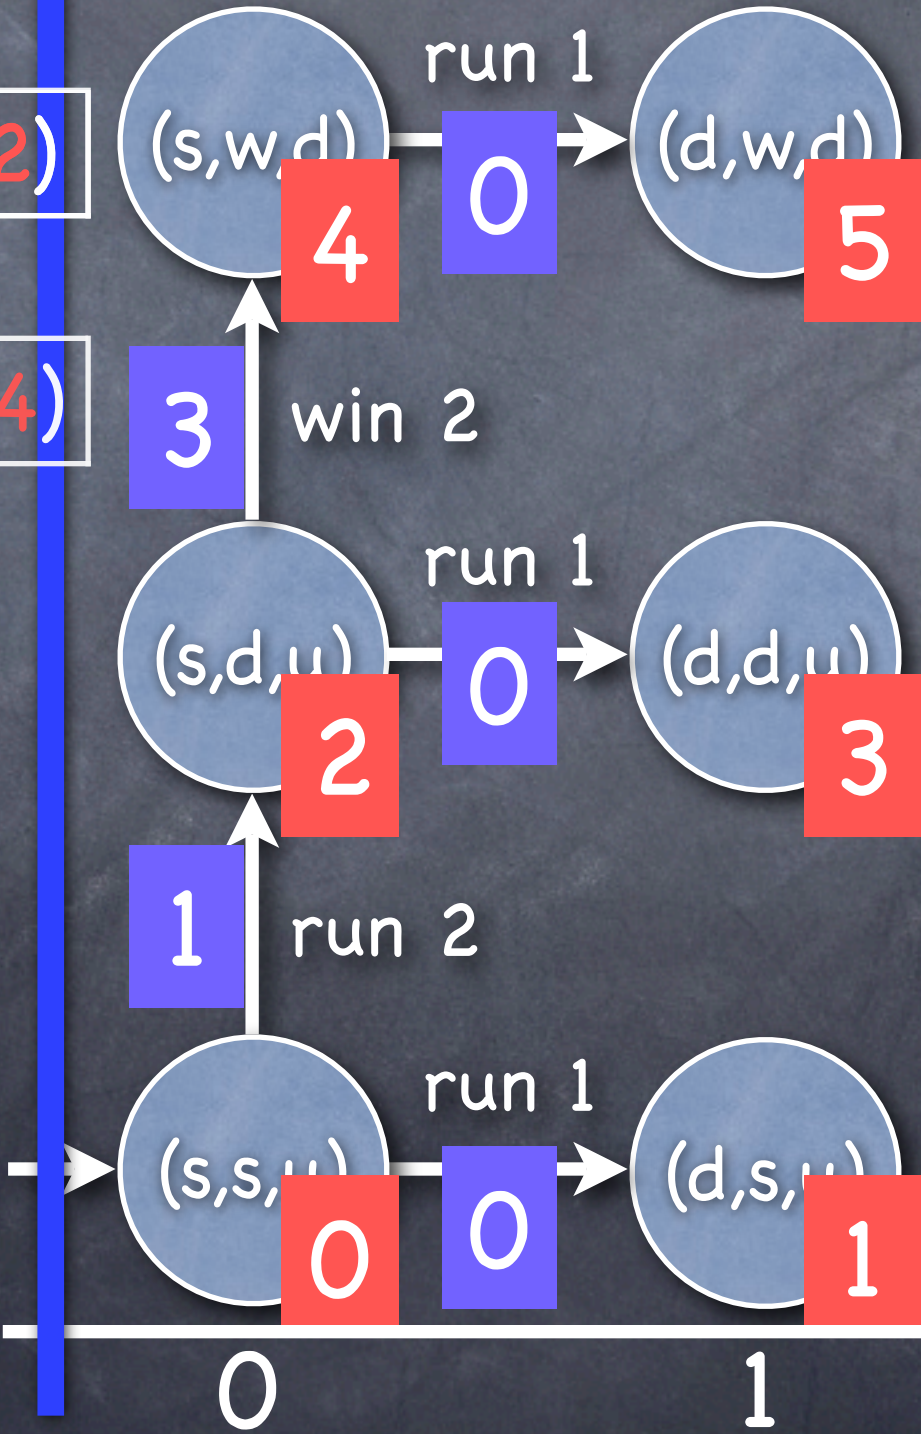 run 1
(s,w,d)
(d,w,d)
2)
0
4
5
4)
3
win 2
run 1
(s,d,u)
(d,d,u)
0
2
3
1
run 2
run 1
(s,s,u)
(d,s,u)
0
0
1
0
1